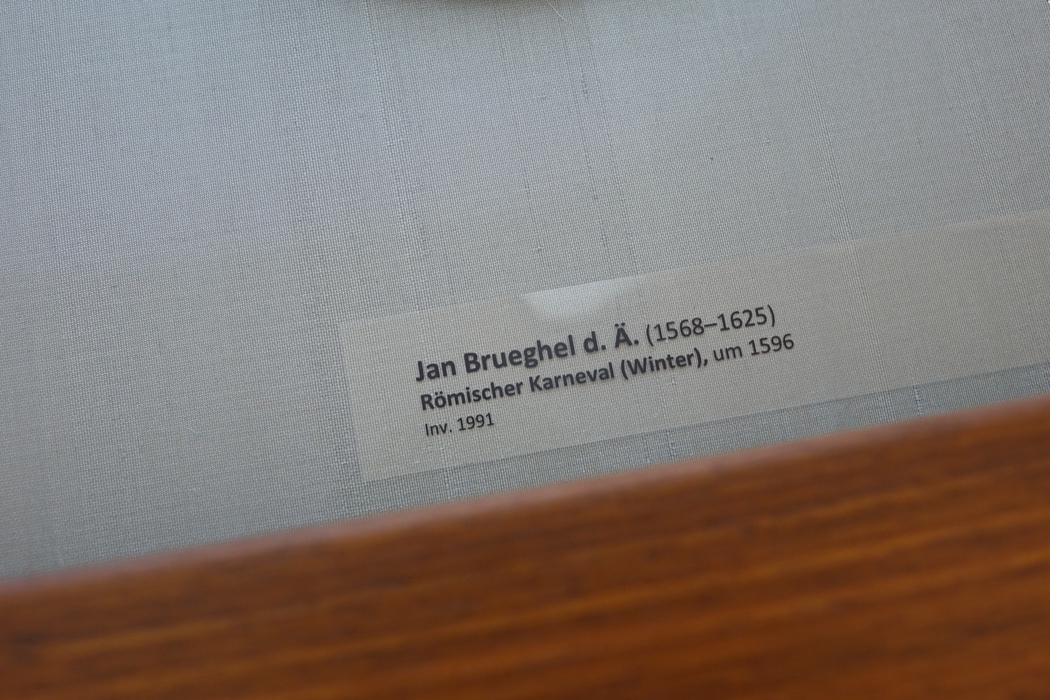 Jan Brueghel d. Ä. (1568–1625)
Römischer Karneval (Winter), um 1596
Inv. 1991